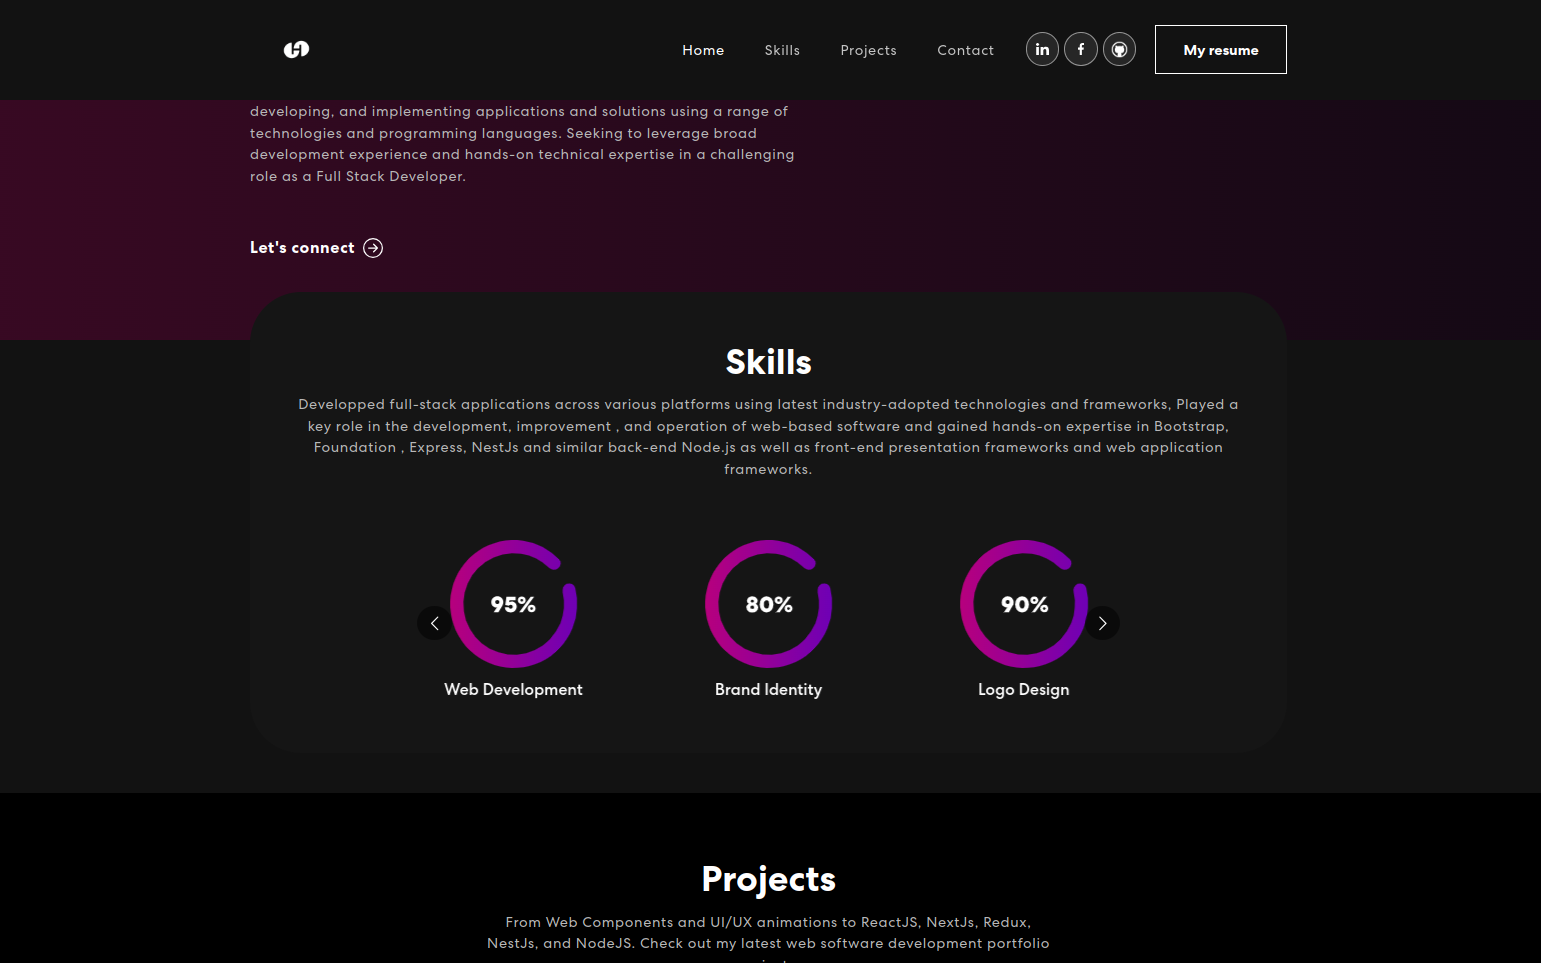 Home
Skills
Projects
Contact
My resume
developing, and implementing applications and solutions using a range of
technologies and programming languages. Seeking to leverage broad
development experience and hands-on technical expertise in a challenging
role as a Full Stack Developer.
Let's connect
Skills
Developped full-stack applications across various platforms using latest industry-adopted technologies and frameworks, Played a
key role in the development, improvement , and operation of web-based software and gained hands-on expertise in Bootstrap,
Foundation , Express, NestJs and similar back-end Node.js as well as front-end presentation frameworks and web application
frameworks.
95%
80%
90%
Web Development
Brand Identity
Logo Design
Projects
From Web Components and UI/UX animations to ReactJS, NextJs, Redux,
NestJs, and NodeJS. Check out my latest web software development portfolio